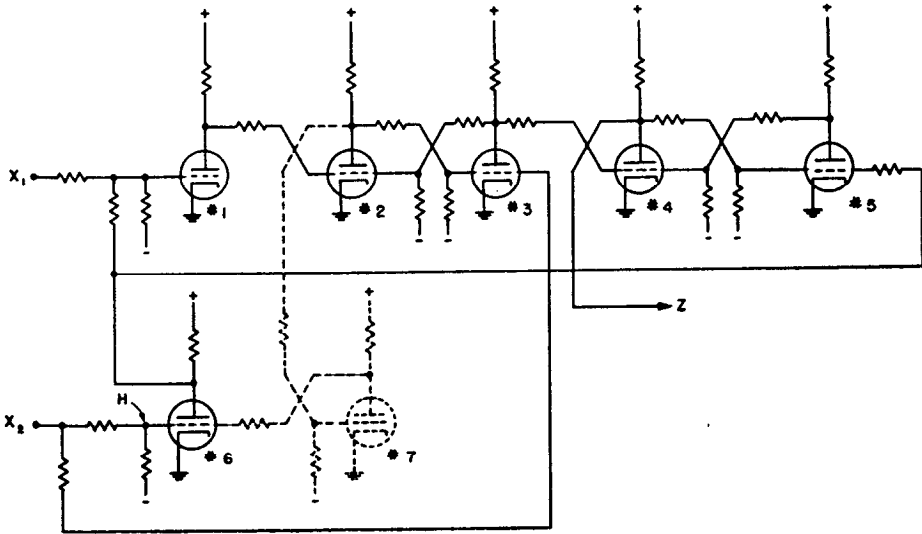 + + + + +
X₁
#1 #2 #3 #4 #5
- - - - -
+ +
Z
H
X₂
#6 #7
- -